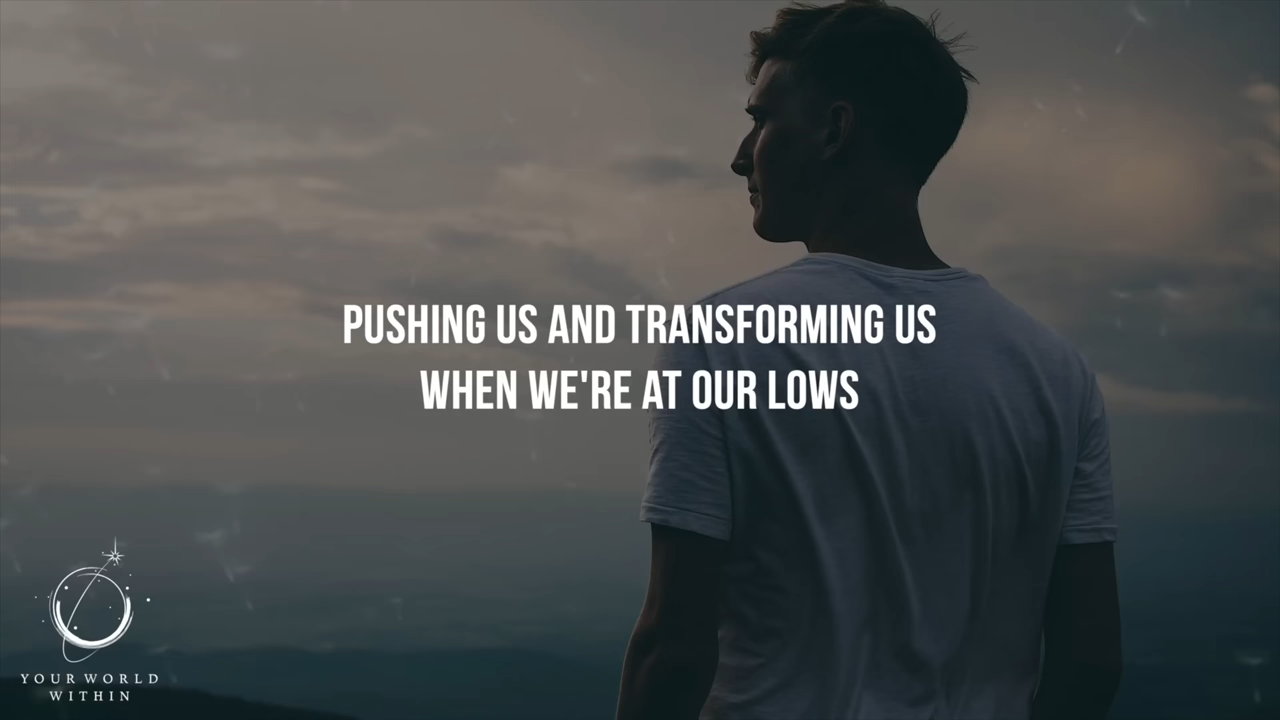 PUSHING US AND TRANSFORMING US
WHEN WE'RE AT OUR LOWS
YOUR WORLD
WITHIN